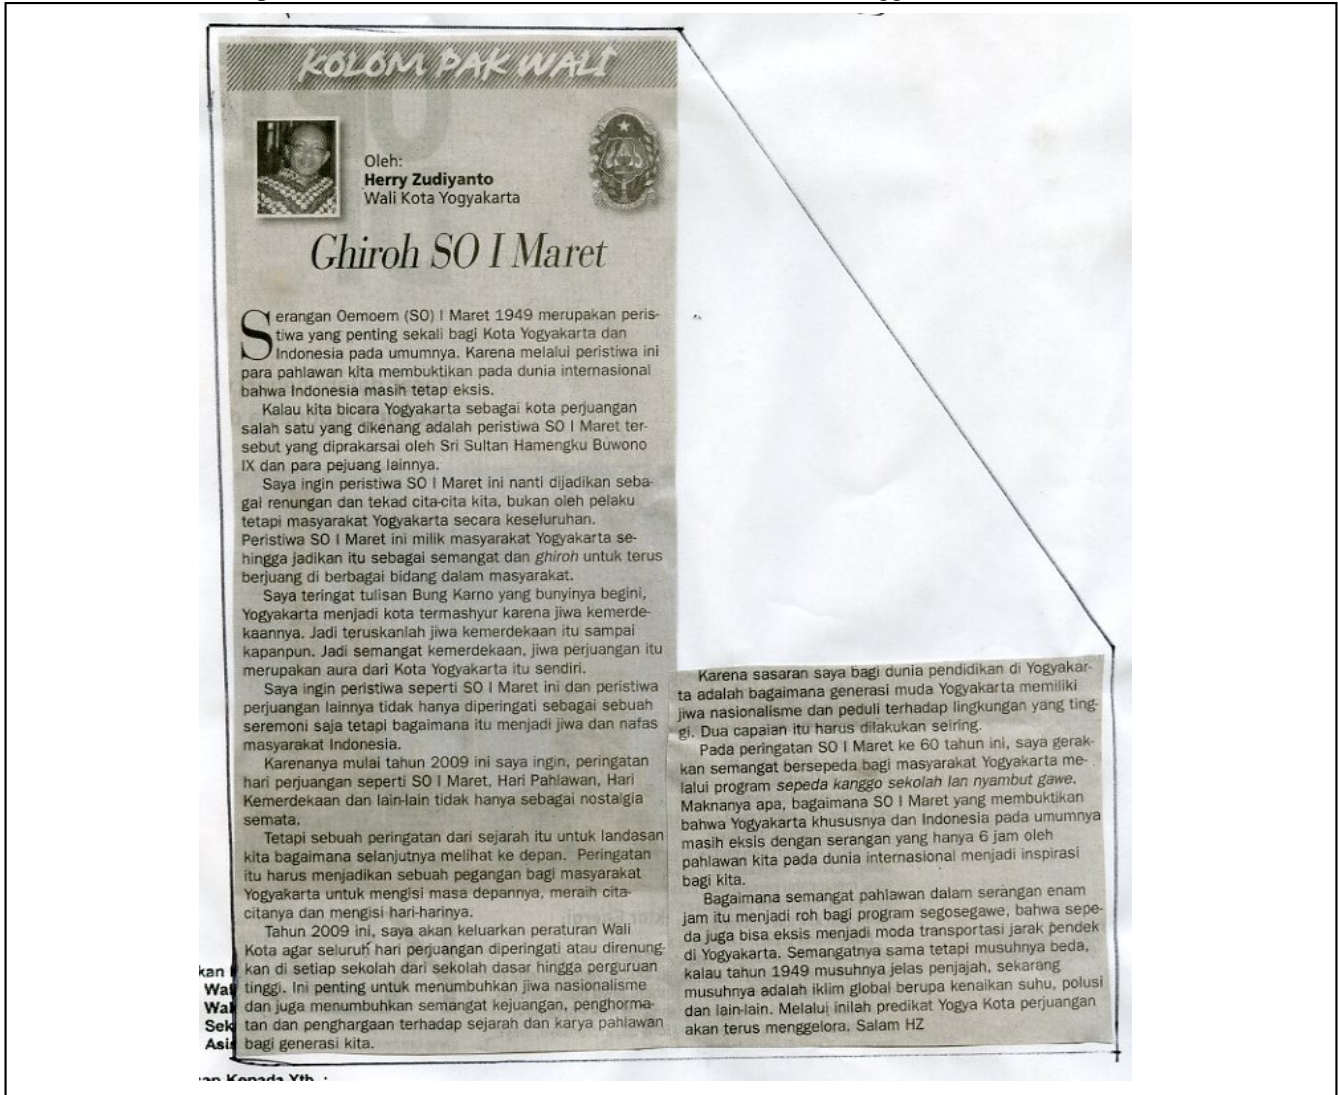 KOLOM PAK WALI
Oleh:
Herry Zudiyanto
Wali Kota Yogyakarta
Ghiroh SO I Maret
Serangan Oemoem (SO) I Maret 1949 merupakan peris-
tiwa yang penting sekali bagi Kota Yogyakarta dan
Indonesia pada umumnya. Karena melalui peristiwa ini
para pahlawan kita membuktikan pada dunia internasional
bahwa Indonesia masih tetap eksis.
Kalau kita bicara Yogyakarta sebagai kota perjuangan
salah satu yang dikenang adalah peristiwa SO I Maret ter-
sebut yang diprakarsai oleh Sri Sultan Hamengku Buwono
IX dan para pejuang lainnya.
Saya ingin peristiwa SO I Maret ini nanti dijadikan seba-
gai renungan dan tekad cita-cita kita, bukan oleh pelaku
tetapi masyarakat Yogyakarta secara keseluruhan.
Peristiwa SO I Maret ini milik masyarakat Yogyakarta se-
hingga jadikan itu sebagai semangat dan ghiroh untuk terus
berjuang di berbagai bidang dalam masyarakat.
Saya teringat tulisan Bung Karno yang bunyinya begini,
Yogyakarta menjadi kota termashyur karena jiwa kemerde-
kaannya. Jadi teruskanlah jiwa kemerdekaan itu sampai
kapanpun. Jadi semangat kemerdekaan, jiwa perjuangan itu
merupakan aura dari Kota Yogyakarta itu sendiri.
Saya ingin peristiwa seperti SO I Maret ini dan peristiwa
perjuangan lainnya tidak hanya diperingati sebagai sebuah
seremoni saja tetapi bagaimana itu menjadi jiwa dan nafas
masyarakat Indonesia.
Karenanya mulai tahun 2009 ini saya ingin, peringatan
hari perjuangan seperti SO I Maret, Hari Pahlawan, Hari
Kemerdekaan dan lain-lain tidak hanya sebagai nostalgia
semata.
Tetapi sebuah peringatan dari sejarah itu untuk landasan
kita bagaimana selanjutnya melihat ke depan. Peringatan
itu harus menjadikan sebuah pegangan bagi masyarakat
Yogyakarta untuk mengisi masa depannya, meraih cita-
citanya dan mengisi hari-harinya.
Tahun 2009 ini, saya akan keluarkan peraturan Wali
Kota agar seluruh hari perjuangan diperingati atau direnung-
kan di setiap sekolah dari sekolah dasar hingga perguruan
tinggi. Ini penting untuk menumbuhkan jiwa nasionalisme
dan juga menumbuhkan semangat kejuangan, penghorma-
tan dan penghargaan terhadap sejarah dan karya pahlawan
bagi generasi kita.
Karena sasaran saya bagi dunia pendidikan di Yogyakar-
ta adalah bagaimana generasi muda Yogyakarta memiliki
jiwa nasionalisme dan peduli terhadap lingkungan yang ting-
gi. Dua capaian itu harus dilakukan seiring.
Pada peringatan SO I Maret ke 60 tahun ini, saya gerak-
kan semangat bersepeda bagi masyarakat Yogyakarta me-
lalui program sepeda kanggo sekolah lan nyambut gawe.
Maknanya apa, bagaimana SO I Maret yang membuktikan
bahwa Yogyakarta khususnya dan Indonesia pada umumnya
masih eksis dengan serangan yang hanya 6 jam oleh
pahlawan kita pada dunia internasional menjadi inspirasi
bagi kita.
Bagaimana semangat pahlawan dalam serangan enam
jam itu menjadi roh bagi program segosegawe, bahwa sepe-
da juga bisa eksis menjadi moda transportasi jarak pendek
di Yogyakarta. Semangatnya sama tetapi musuhnya beda,
kalau tahun 1949 musuhnya jelas penjajah, sekarang
musuhnya adalah iklim global berupa kenaikan suhu, polusi
dan lain-lain. Melalui inilah predikat Yogya Kota perjuangan
akan terus menggelora. Salam HZ
kan
Wal
Wak
Sek
Asis
Kepada Yth :